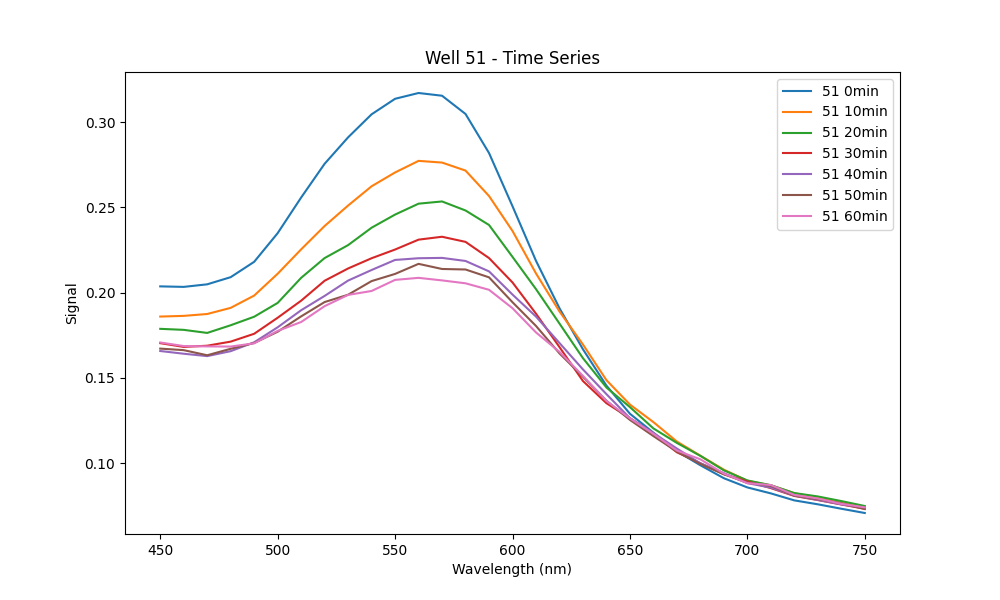 Well 51 - Time Series
51 0min
51 10min
51 20min
51 30min
51 40min
51 50min
51 60min
Signal
0.30
0.25
0.20
0.15
0.10
450 500 550 600 650 700 750
Wavelength (nm)